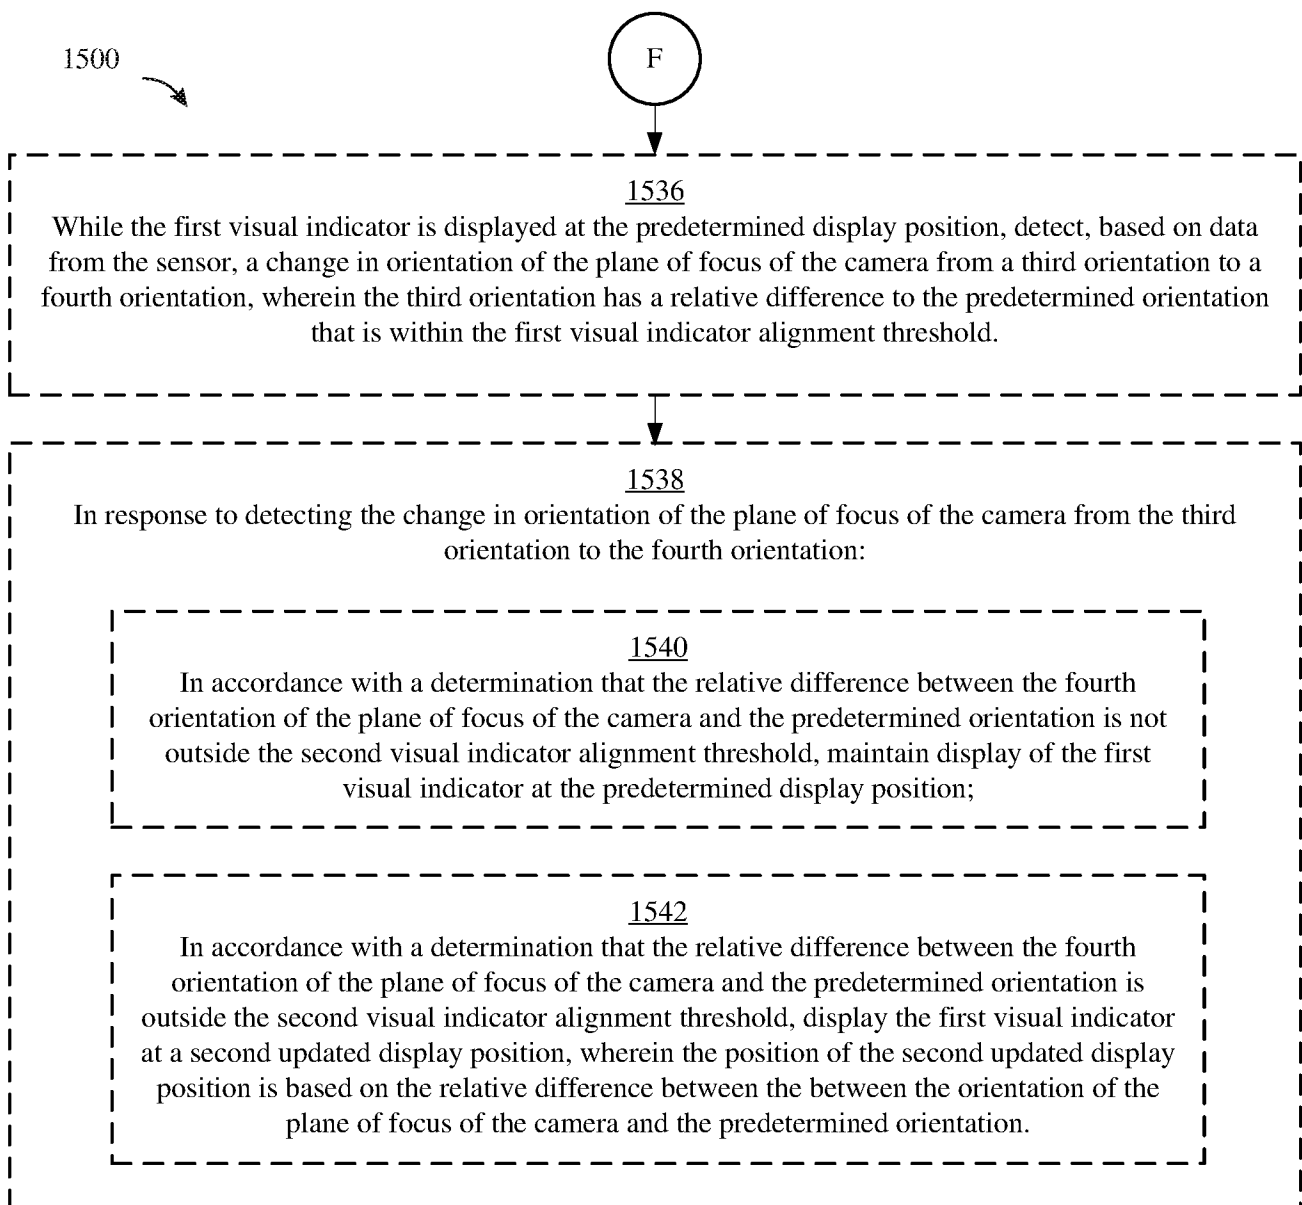 1500
F
1536
While the first visual indicator is displayed at the predetermined display position, detect, based on data
from the sensor, a change in orientation of the plane of focus of the camera from a third orientation to a
fourth orientation, wherein the third orientation has a relative difference to the predetermined orientation
that is within the first visual indicator alignment threshold.
1538
In response to detecting the change in orientation of the plane of focus of the camera from the third
orientation to the fourth orientation:
1540
In accordance with a determination that the relative difference between the fourth
orientation of the plane of focus of the camera and the predetermined orientation is not
outside the second visual indicator alignment threshold, maintain display of the first
visual indicator at the predetermined display position;
1542
In accordance with a determination that the relative difference between the fourth
orientation of the plane of focus of the camera and the predetermined orientation is
outside the second visual indicator alignment threshold, display the first visual indicator
at a second updated display position, wherein the position of the second updated display
position is based on the relative difference between the between the orientation of the
plane of focus of the camera and the predetermined orientation.